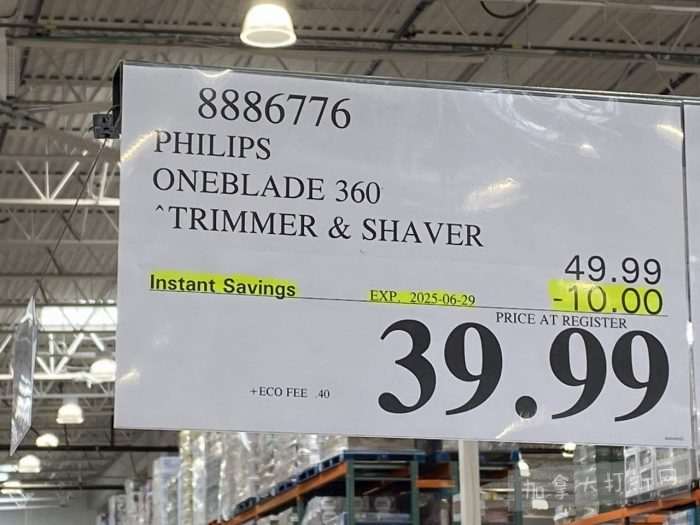 8886776
PHILIPS
ONEBLADE 360
^TRIMMER & SHAVER
49.99
Instant Savings EXP. 2025-06-29 -10.00
PRICE AT REGISTER
39.99
+ECO FEE .40
加拿大打折网